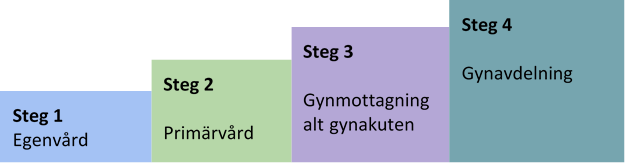 Steg 1
Egenvård
Steg 2
Primärvård
Steg 3
Gynmottagning
alt gynakuten
Steg 4
Gynavdelning